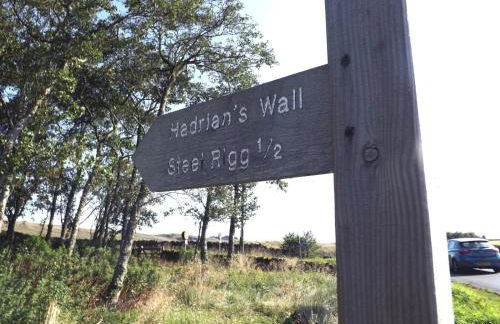 Hadrian's Wall
Steel Rigg ½